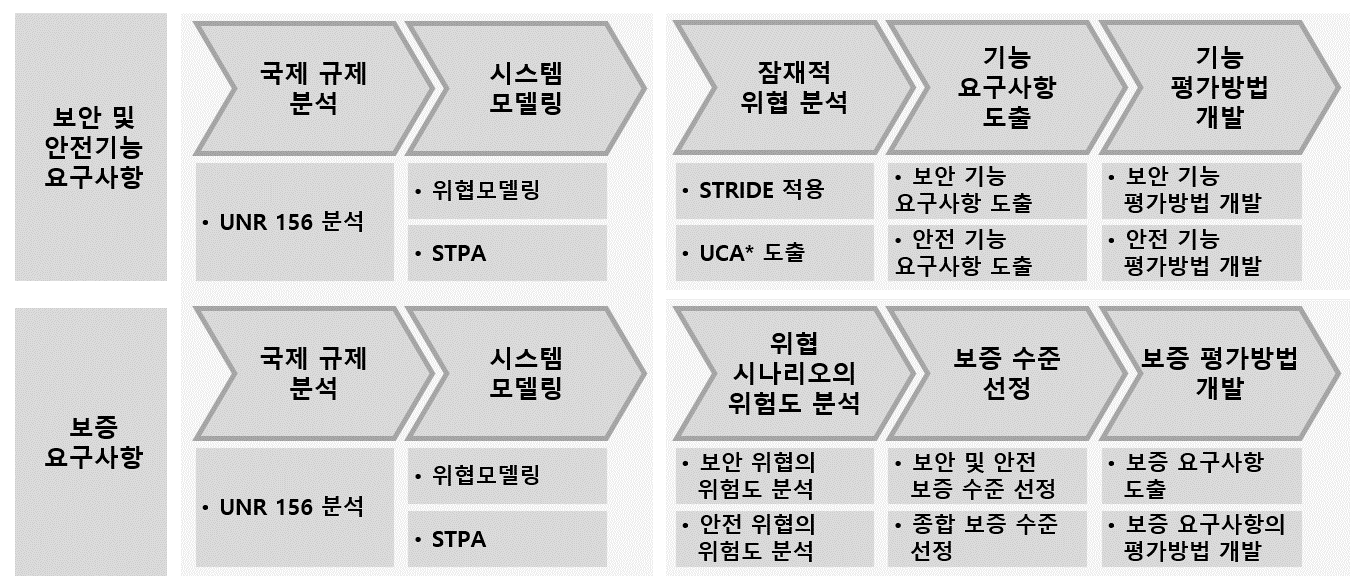 보안 및
안전기능
요구사항
국제 규제
분석
시스템
모델링
잠재적
위협 분석
기능
요구사항
도출
기능
평가방법
개발
• UNR 156 분석
• 위협모델링
• STPA
• STRIDE 적용
• UCA* 도출
• 보안 기능
요구사항 도출
• 안전 기능
요구사항 도출
• 보안 기능
평가방법 개발
• 안전 기능
평가방법 개발
보증
요구사항
국제 규제
분석
시스템
모델링
위협
시나리오의
위험도 분석
보증 수준
선정
보증 평가방법
개발
• UNR 156 분석
• 위협모델링
• STPA
• 보안 위협의
위험도 분석
• 안전 위협의
위험도 분석
• 보안 및 안전
보증 수준 선정
• 종합 보증 수준
선정
• 보증 요구사항
도출
• 보증 요구사항의
평가방법 개발